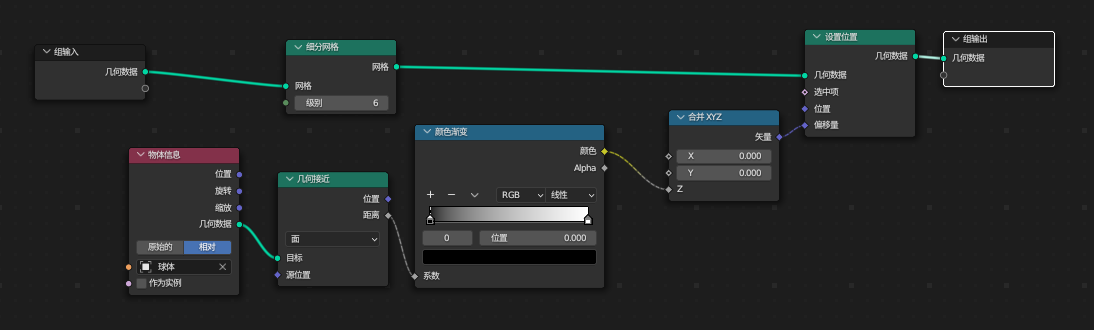 组输入
几何数据
细分网格
网格
网格
级别 6
设置位置
几何数据
几何数据
选中项
位置
偏移量
组输出
几何数据
物体信息
位置
旋转
缩放
几何数据
原始的 相对
球体
作为实例
几何接近
位置
距离
面
目标
源位置
颜色渐变
颜色
Alpha
RGB 线性
0 位置 0.000
系数
合并 XYZ
矢量
X 0.000
Y 0.000
Z